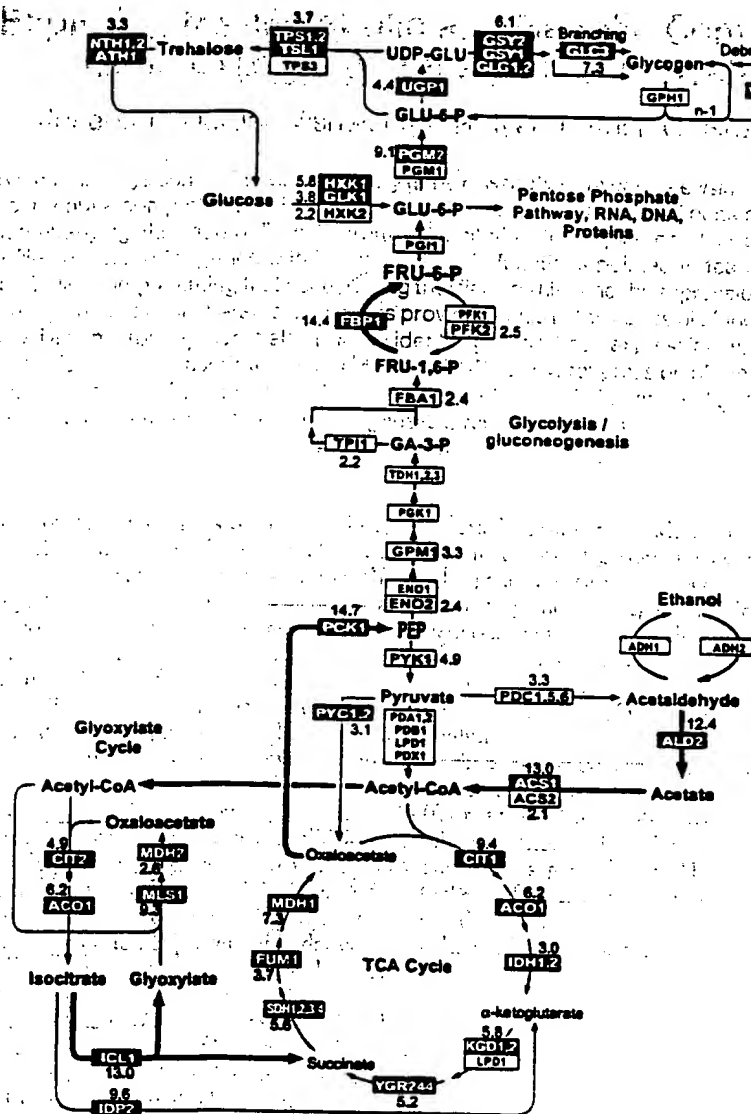 3.3
NTH1,2
ATH1
Trehalose
3.7
TPS1,2
TSL1
TPS3
UDP-GLU
6.1
GSY2
GSY1
GLG1,2
Branching
GLC3
7.3
Glycogen
4.4 UGP1
GPH1
n-1
GLU-6-P
9.1 PGM2
PGM1
Glucose
5.8 HXK1
3.8 GLK1
2.2 HXK2
GLU-6-P
Pentose Phosphate
Pathway, RNA, DNA,
Proteins
PGI1
FRU-6-P
14.4 FBP1
PFK1
PFK2 2.5
FRU-1,6-P
FBA1 2.4
Glycolysis /
gluconeogenesis
TPI1
2.2
GA-3-P
TDH1,2,3
PGK1
GPM1 3.3
ENO1
ENO2 2.4
14.7
PCK1
PEP
PYK1 4.9
Ethanol
ADH1
ADH2
Pyruvate
3.3
PDC1,5,6
Acetaldehyde
PYC1,2
3.1
PDA1,2
PDB1
LPD1
PDX1
12.4
ALD2
Glyoxylate
Cycle
Acetyl-CoA
Acetyl-CoA
13.0
ACS1
ACS2
2.1
Acetate
Oxaloacetate
4.9
CIT2
MDH2
2.6
Oxaloacetate
9.4
CIT1
6.2
ACO1
MLS1
MDH1
7.3
6.2
ACO1
FUM1
3.7
TCA Cycle
3.0
IDH1,2
Isocitrate
Glyoxylate
SDH1,2,3,4
α-ketoglutarate
5.8
KGD1,2
LPD1
ICL1
13.0
Succinate
YGR244
5.2
9.6
IDP2